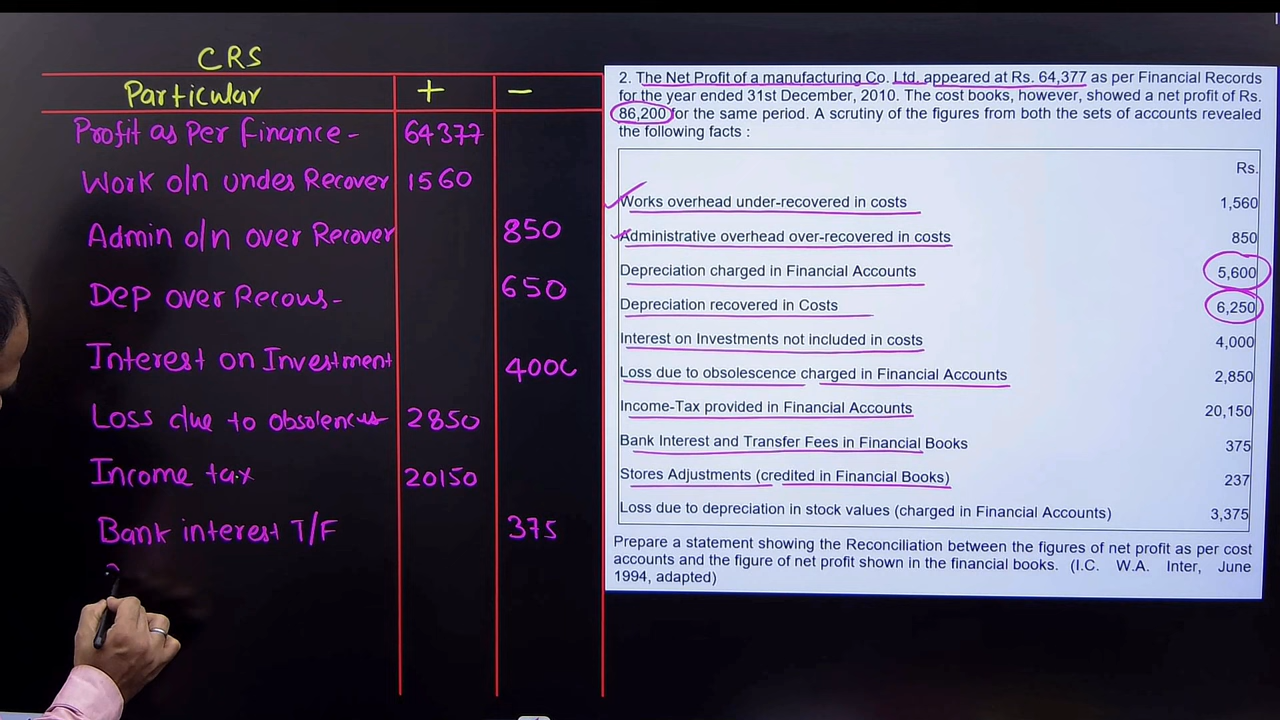 CRS
Particular + -
Profit as Per finance - 64377
Work o/n under Recover 1560
Admin o/n over Recover 850
Dep over Recous - 650
Interest on Investment 4000
Loss due to obsolences 2850
Income tax 20150
Bank interest T/F 375
2. The Net Profit of a manufacturing Co. Ltd. appeared at Rs. 64,377 as per Financial Records
for the year ended 31st December, 2010. The cost books, however, showed a net profit of Rs.
86,200 for the same period. A scrutiny of the figures from both the sets of accounts revealed
the following facts :
Rs.
Works overhead under-recovered in costs 1,560
Administrative overhead over-recovered in costs 850
Depreciation charged in Financial Accounts 5,600
Depreciation recovered in Costs 6,250
Interest on Investments not included in costs 4,000
Loss due to obsolescence charged in Financial Accounts 2,850
Income-Tax provided in Financial Accounts 20,150
Bank Interest and Transfer Fees in Financial Books 375
Stores Adjustments (credited in Financial Books) 237
Loss due to depreciation in stock values (charged in Financial Accounts) 3,375
Prepare a statement showing the Reconciliation between the figures of net profit as per cost
accounts and the figure of net profit shown in the financial books. (I.C. W.A. Inter, June
1994, adapted)